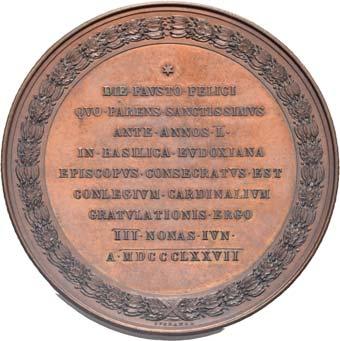 DIE · FAVSTO · FELICI
QVO · PARENS · SANCTISSIMVS
ANTE · ANNOS · L ·
IN · BASILICA · EVDOXIANA
EPISCOPVS · CONSECRATVS · EST
CONLEGIVM · CARDINALIVM
GRATVLATIONIS · ERGO
III · NONAS · IVN ·
A · MDCCCLXXVII